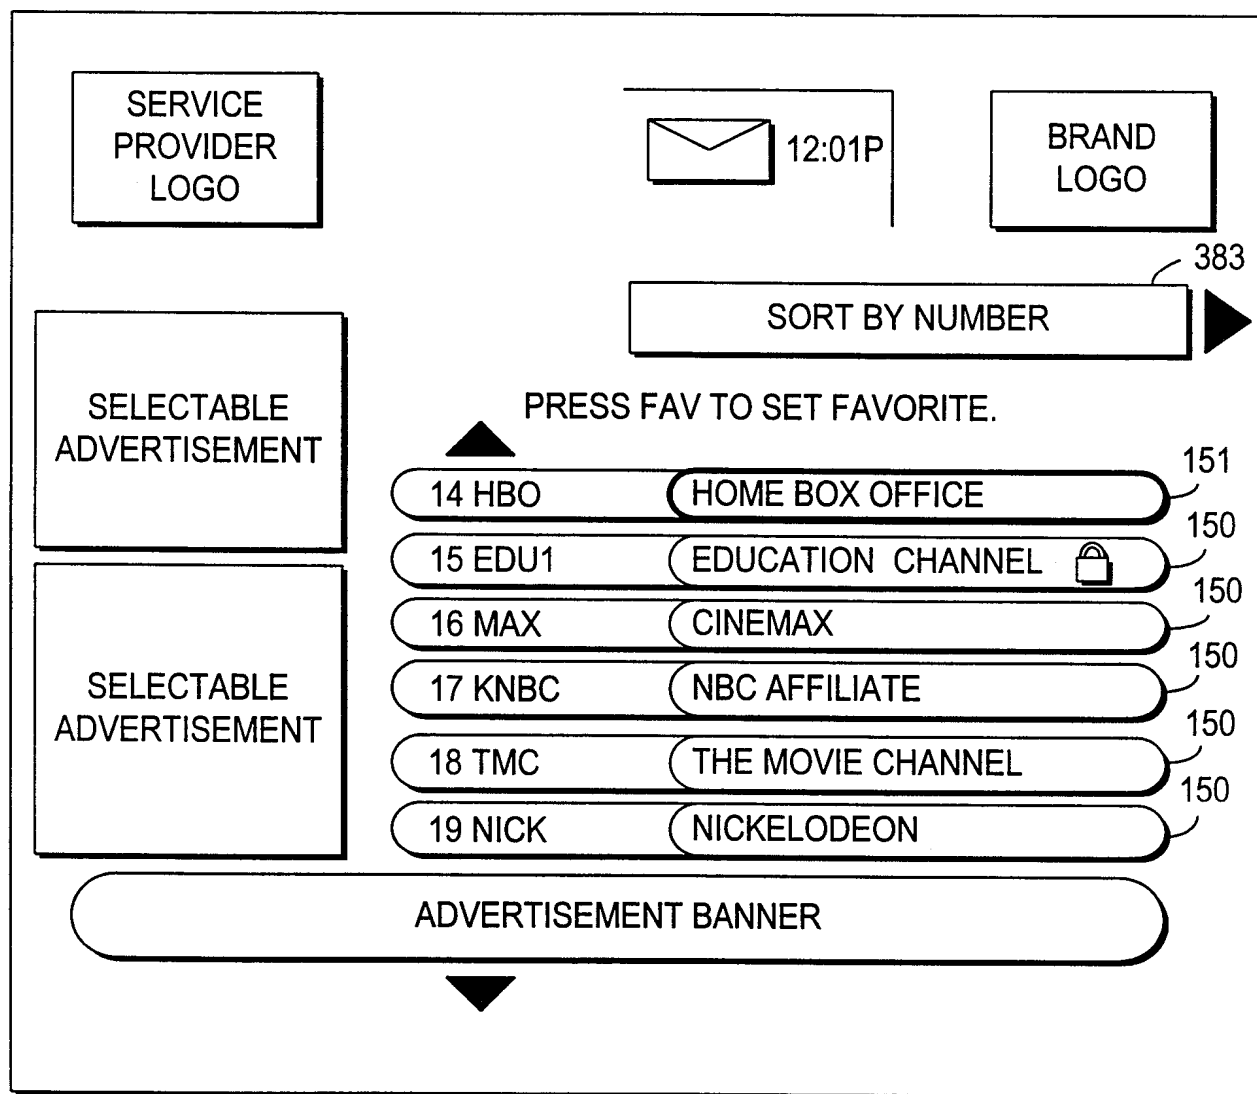 SERVICE
PROVIDER
LOGO
12:01P
BRAND
LOGO
383
SORT BY NUMBER
SELECTABLE
ADVERTISEMENT
PRESS FAV TO SET FAVORITE.
151
14 HBO HOME BOX OFFICE
150
15 EDU1 EDUCATION CHANNEL
150
16 MAX CINEMAX
150
17 KNBC NBC AFFILIATE
150
18 TMC THE MOVIE CHANNEL
150
19 NICK NICKELODEON
SELECTABLE
ADVERTISEMENT
ADVERTISEMENT BANNER